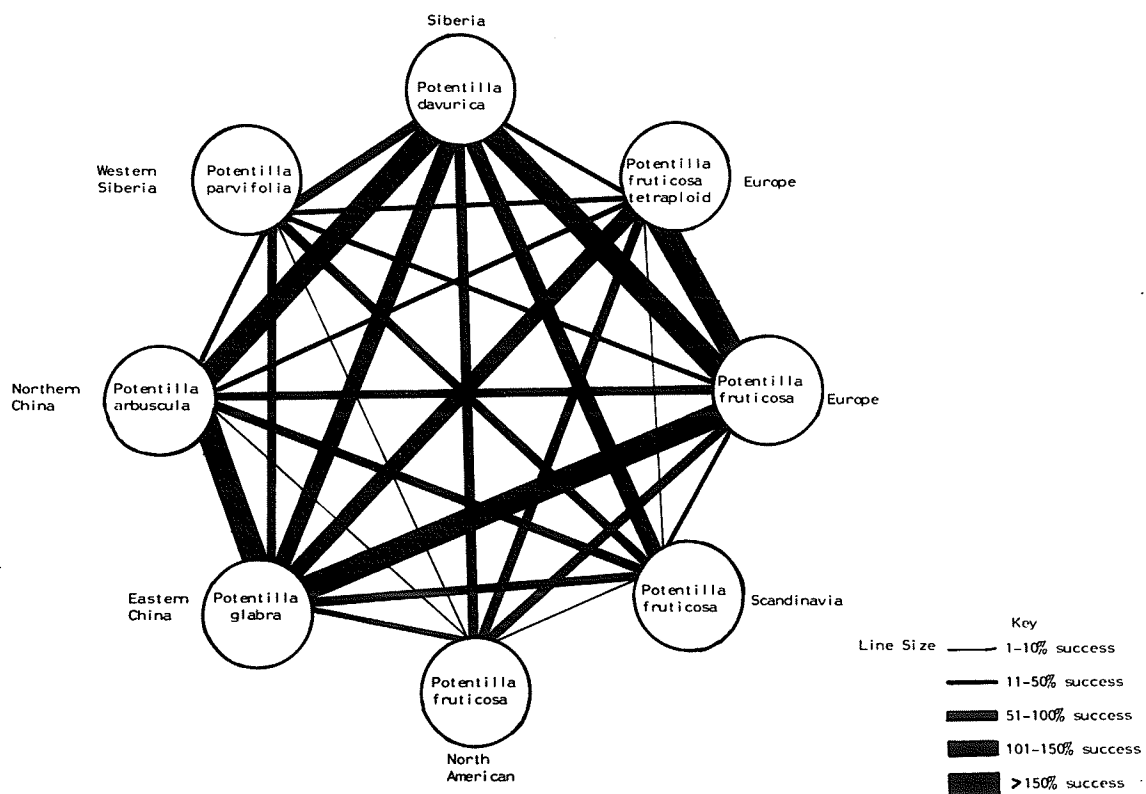 Siberia
Potentilla
davurica
Western
Siberia
Potentilla
parvifolia
Potentilla
fruticosa
tetraploid
Europe
Northern
China
Potentilla
arbuscula
Potentilla
fruticosa
Europe
Eastern
China
Potentilla
glabra
Potentilla
fruticosa
Scandinavia
Potentilla
fruticosa
North
American
Key
Line Size
1-10% success
11-50% success
51-100% success
101-150% success
>150% success